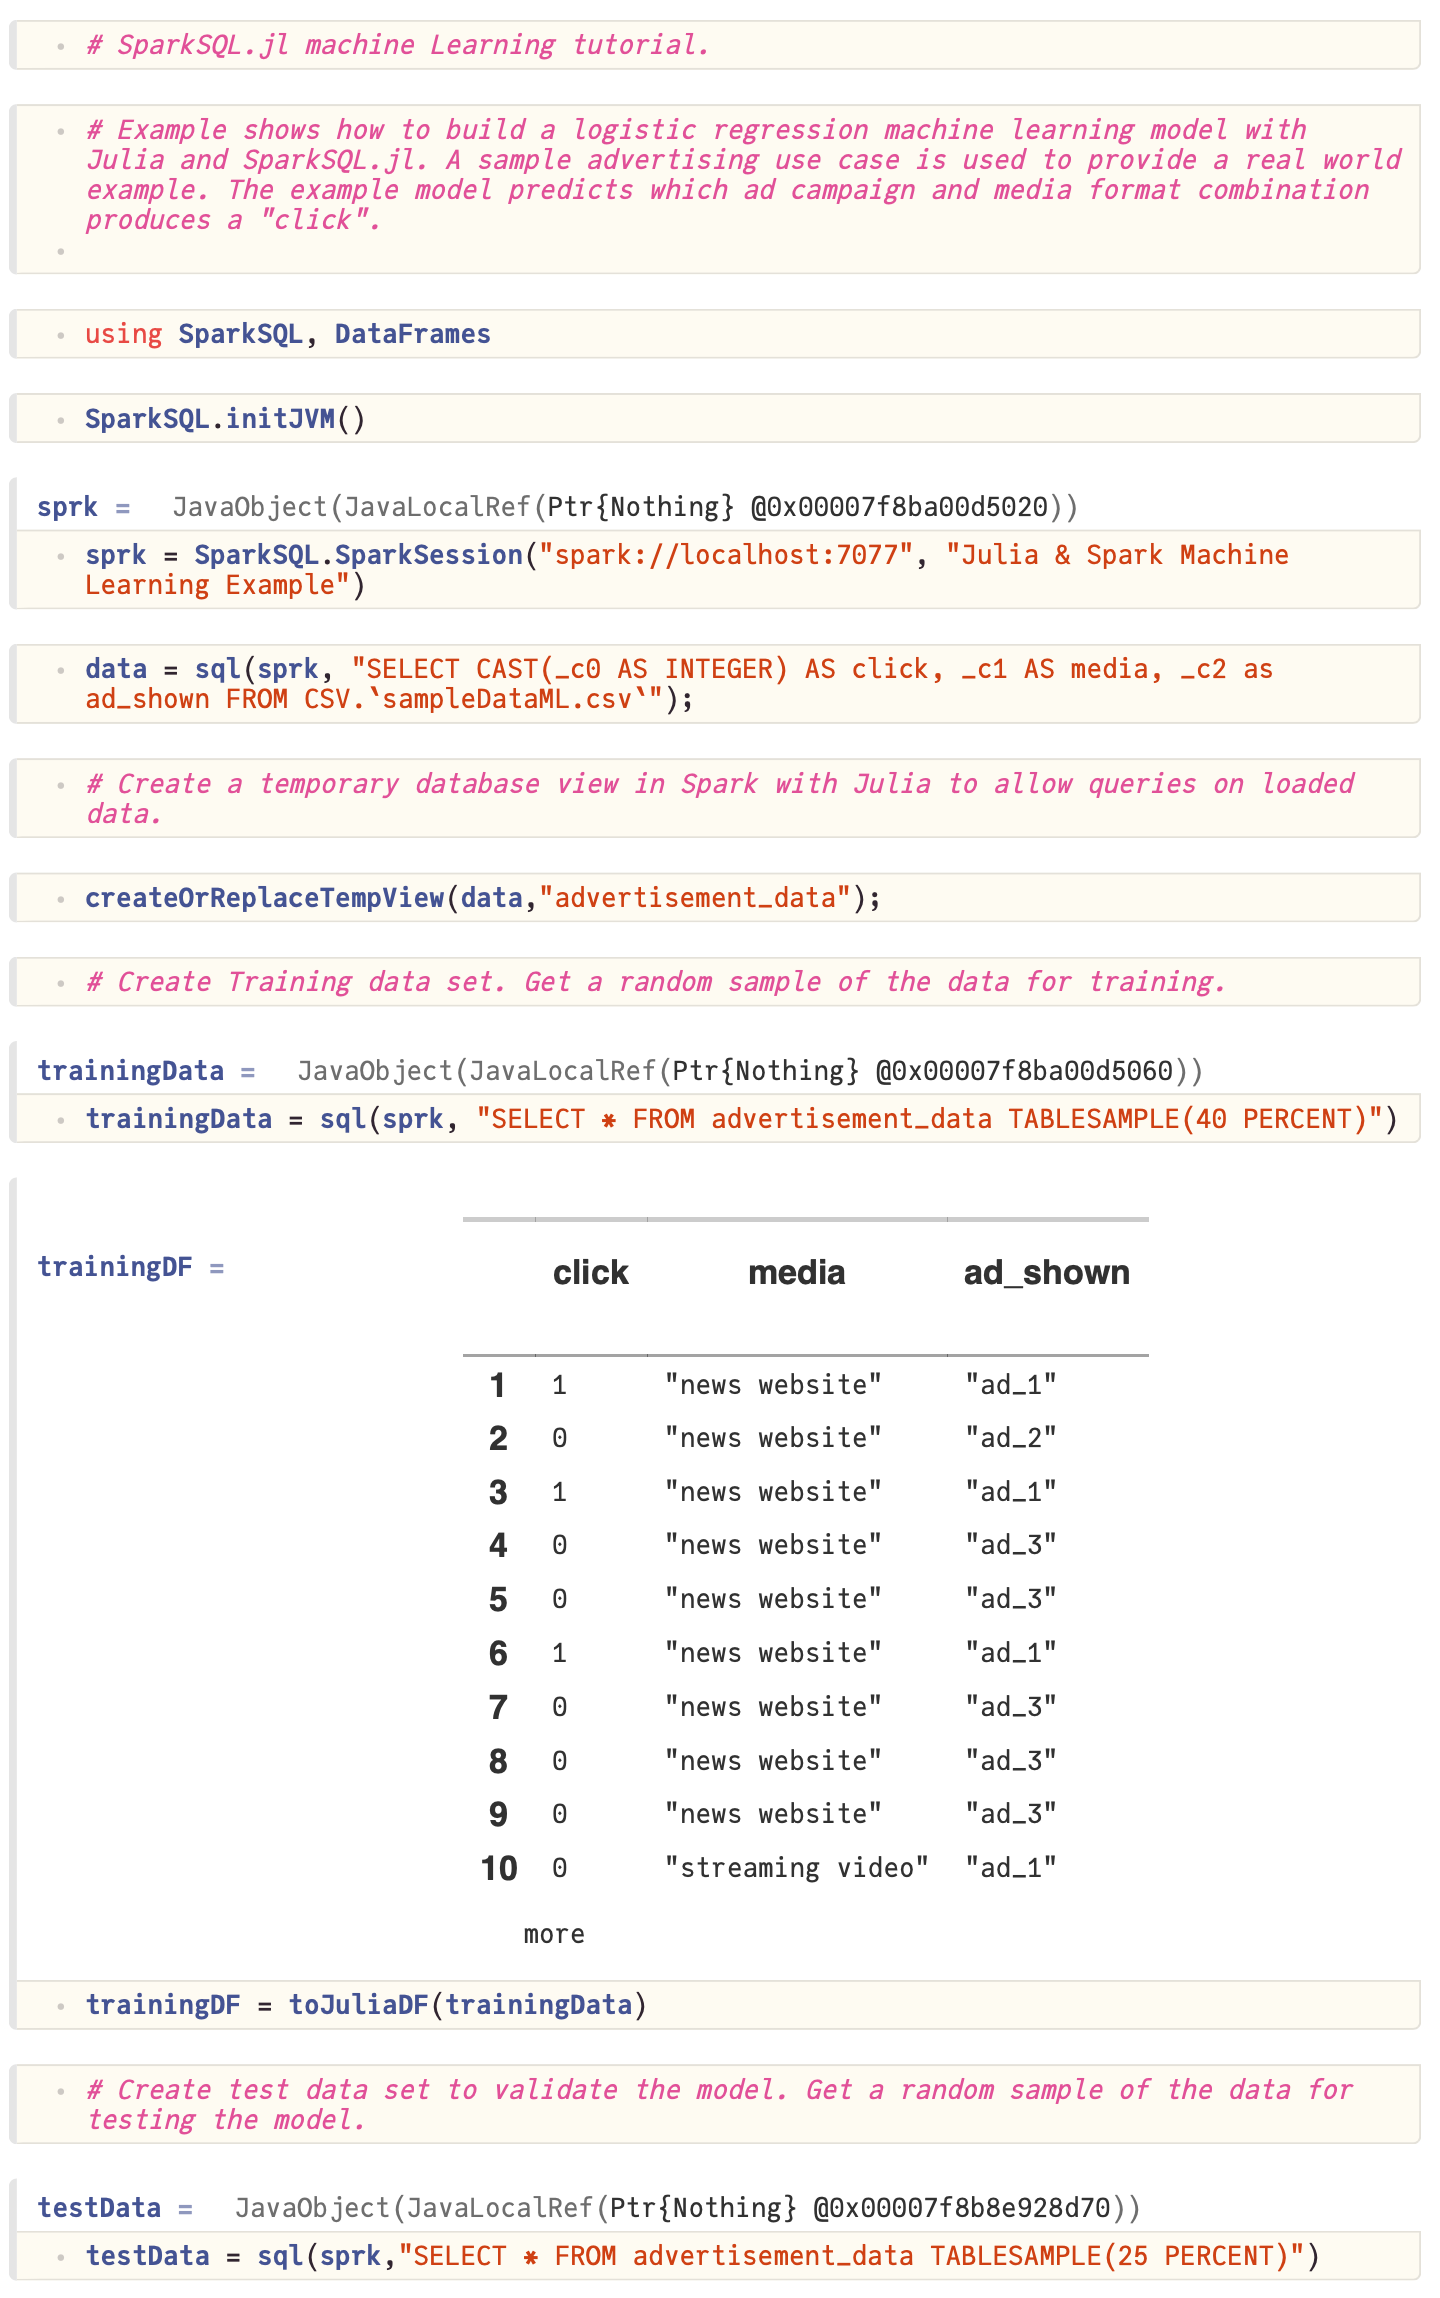 # SparkSQL.jl machine Learning tutorial.
# Example shows how to build a logistic regression machine learning model with
Julia and SparkSQL.jl. A sample advertising use case is used to provide a real world
example. The example model predicts which ad campaign and media format combination
produces a "click".
using SparkSQL, DataFrames
SparkSQL.initJVM()
sprk = JavaObject(JavaLocalRef(Ptr{Nothing} @0x00007f8ba00d5020))
sprk = SparkSQL.SparkSession("spark://localhost:7077", "Julia & Spark Machine
Learning Example")
data = sql(sprk, "SELECT CAST(_c0 AS INTEGER) AS click, _c1 AS media, _c2 as
ad_shown FROM CSV.`sampleDataML.csv`");
# Create a temporary database view in Spark with Julia to allow queries on loaded
data.
createOrReplaceTempView(data,"advertisement_data");
# Create Training data set. Get a random sample of the data for training.
trainingData = JavaObject(JavaLocalRef(Ptr{Nothing} @0x00007f8ba00d5060))
trainingData = sql(sprk, "SELECT * FROM advertisement_data TABLESAMPLE(40 PERCENT)")
trainingDF =
click media ad_shown
1 1 "news website" "ad_1"
2 0 "news website" "ad_2"
3 1 "news website" "ad_1"
4 0 "news website" "ad_3"
5 0 "news website" "ad_3"
6 1 "news website" "ad_1"
7 0 "news website" "ad_3"
8 0 "news website" "ad_3"
9 0 "news website" "ad_3"
10 0 "streaming video" "ad_1"
more
trainingDF = toJuliaDF(trainingData)
# Create test data set to validate the model. Get a random sample of the data for
testing the model.
testData = JavaObject(JavaLocalRef(Ptr{Nothing} @0x00007f8b8e928d70))
testData = sql(sprk,"SELECT * FROM advertisement_data TABLESAMPLE(25 PERCENT)")